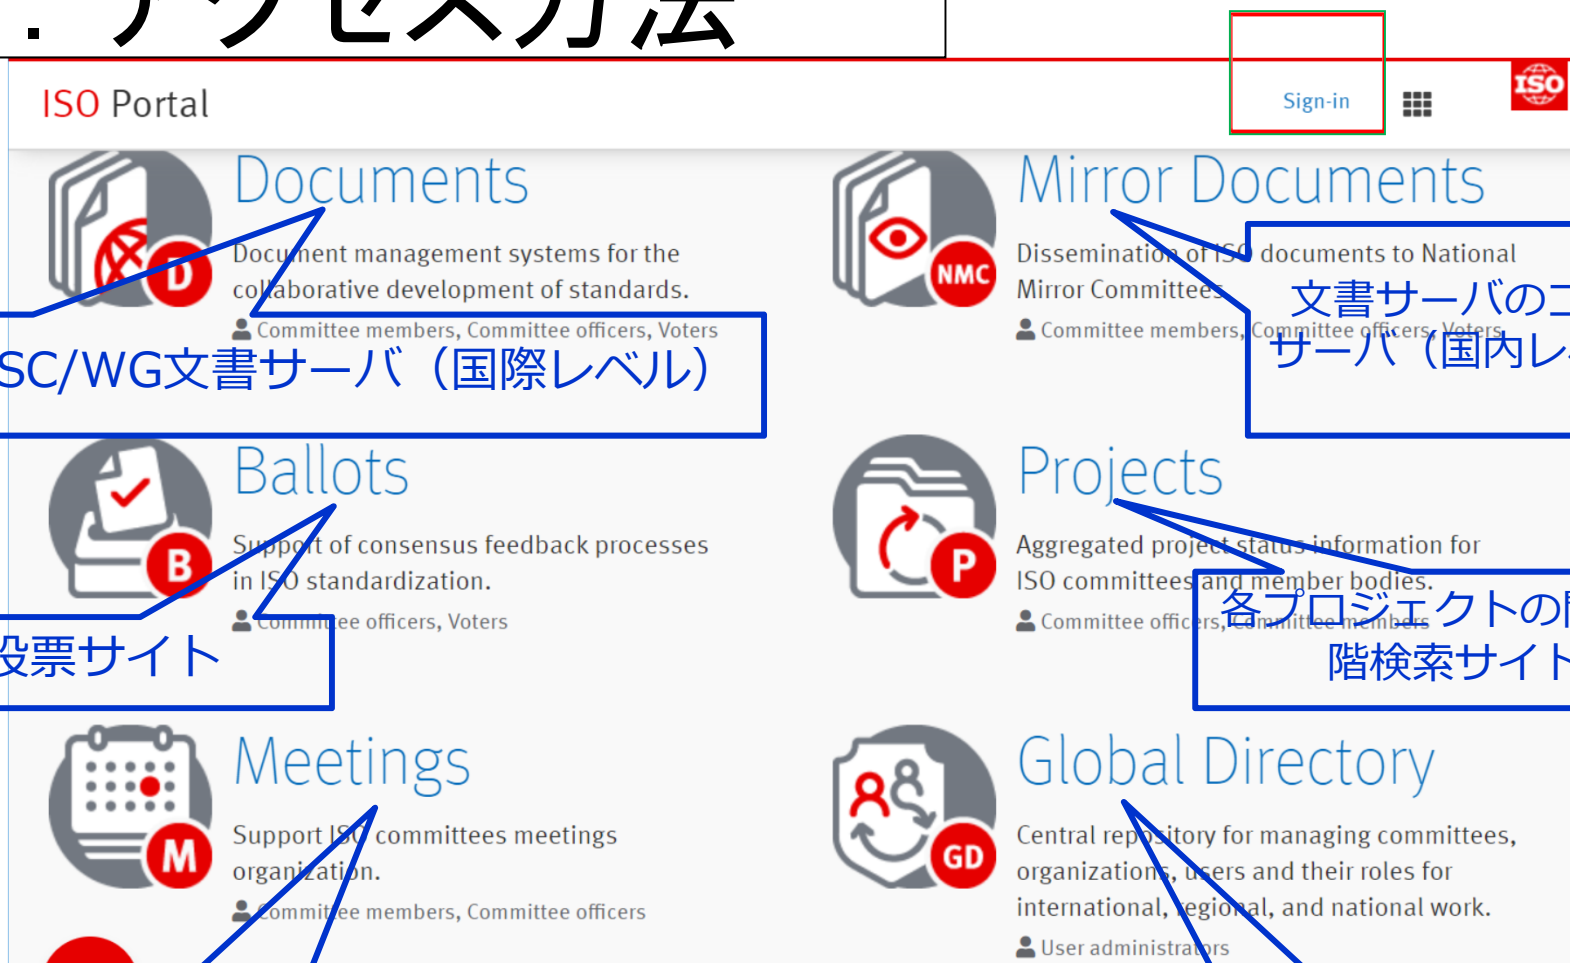 . アクセス方法
ISO Portal
Sign-in
ISO
Documents
D
Document management systems for the
collaborative development of standards.
Committee members, Committee officers, Voters
SC/WG文書サーバ（国際レベル）
Mirror Documents
NMC
Dissemination of ISO documents to National
Mirror Committees
Committee members, Committee officers, Voters
文書サーバのコ
サーバ（国内レ
Ballots
B
Support of consensus feedback processes
in ISO standardization.
Committee officers, Voters
投票サイト
Projects
P
Aggregated project status information for
ISO committees and member bodies.
Committee officers, Committee members
各プロジェクトの
階検索サイト
Meetings
M
Support ISO committees meetings
organization.
Committee members, Committee officers
Global Directory
GD
Central repository for managing committees,
organizations, users and their roles for
international, regional, and national work.
User administrators